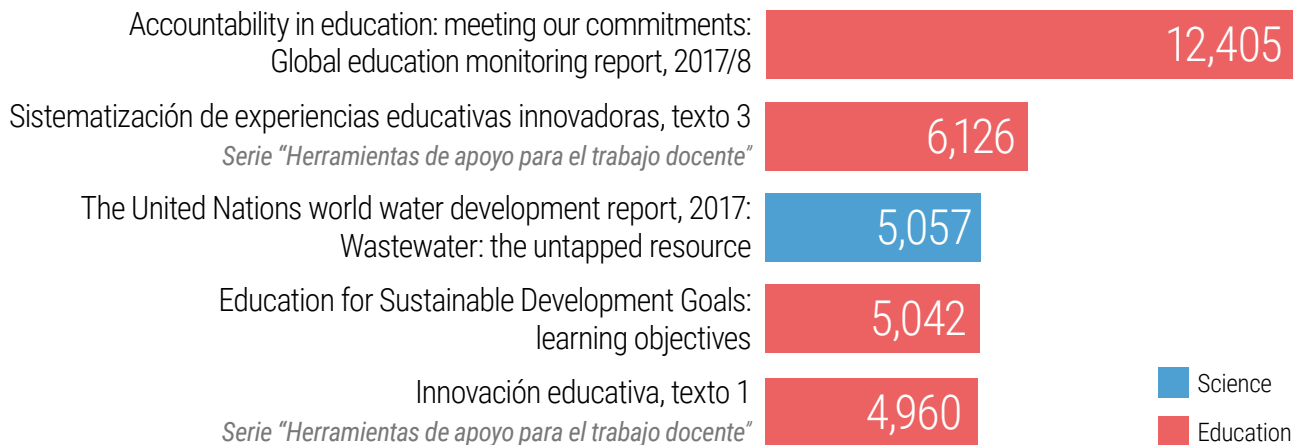 Accountability in education: meeting our commitments:
Global education monitoring report, 2017/8
12,405
Sistematización de experiencias educativas innovadoras, texto 3
Serie “Herramientas de apoyo para el trabajo docente”
6,126
The United Nations world water development report, 2017:
Wastewater: the untapped resource
5,057
Education for Sustainable Development Goals:
learning objectives
5,042
Innovación educativa, texto 1
Serie “Herramientas de apoyo para el trabajo docente”
4,960
Science
Education